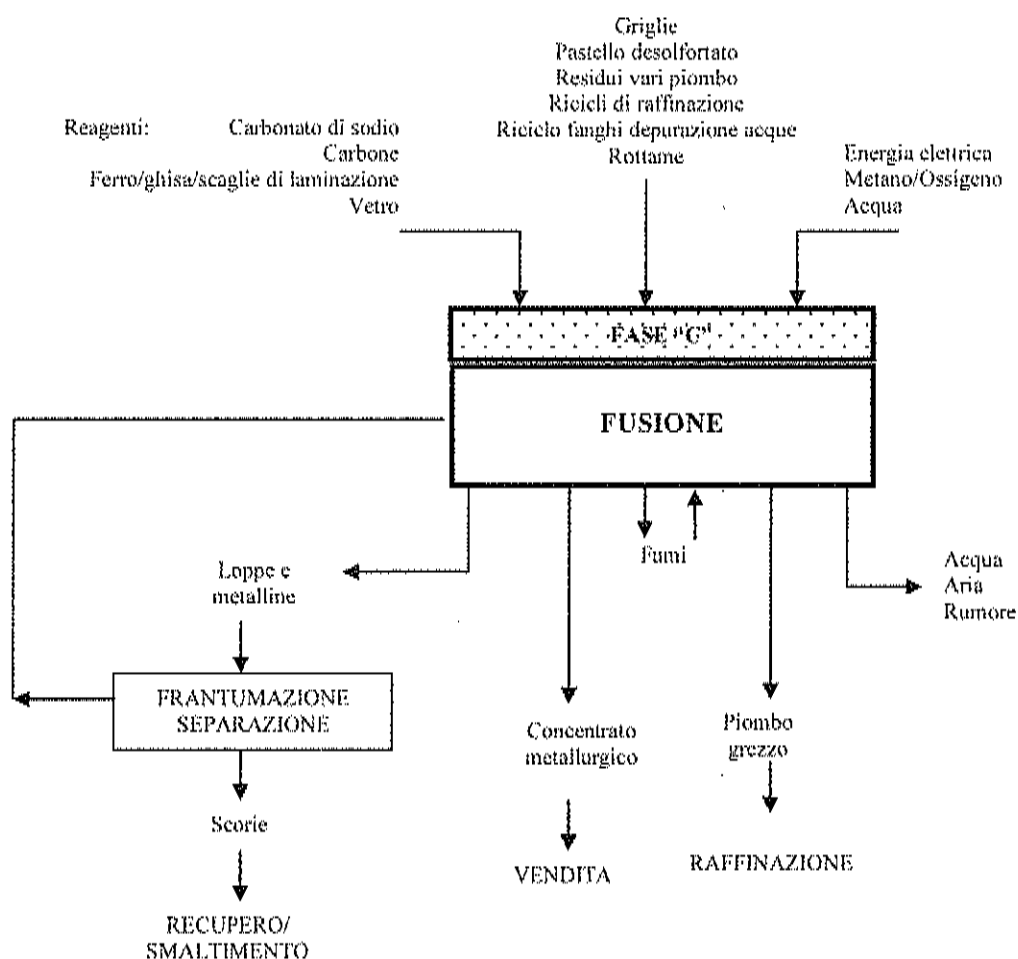 Griglie
Pastello desolfortato
Residui vari piombo
Ricicli di raffinazione
Riciclo fanghi depurazione acque
Rottame
Reagenti: Carbonato di sodio
Carbone
Ferro/ghisa/scaglie di laminazione
Vetro
Energia elettrica
Metano/Ossigeno
Acqua
FASE "C"
FUSIONE
Loppe e
metalline
Fumi
Acqua
Aria
Rumore
FRANTUMAZIONE
SEPARAZIONE
Concentrato
metallurgico
Piombo
grezzo
Scorie
VENDITA
RAFFINAZIONE
RECUPERO/
SMALTIMENTO